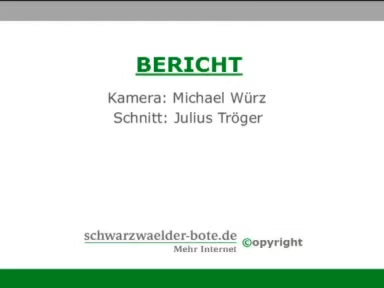 BERICHT
Kamera: Michael Würz
Schnitt: Julius Tröger
schwarzwaelder-bote.de
Mehr Internet
©opyright